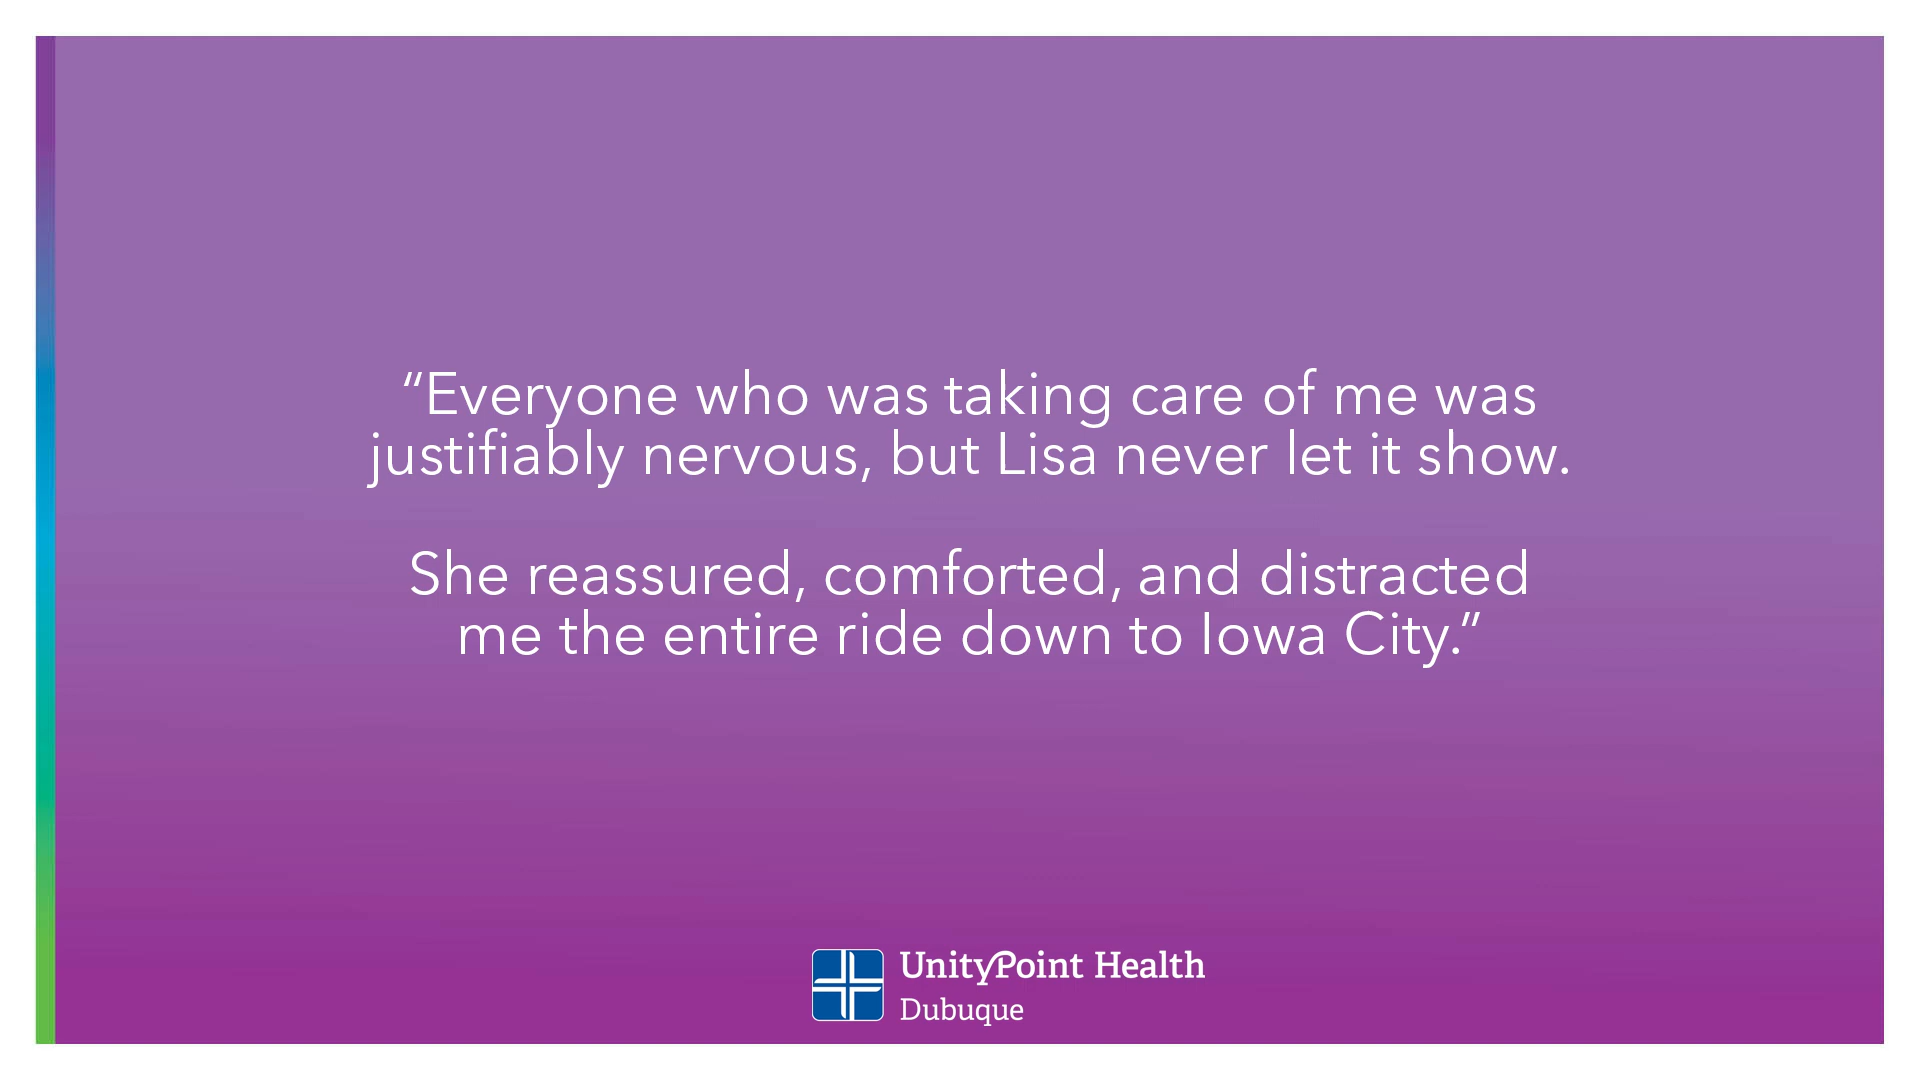 “Everyone who was taking care of me was
justifiably nervous, but Lisa never let it show.
She reassured, comforted, and distracted
me the entire ride down to Iowa City.”
UnityPoint Health
Dubuque